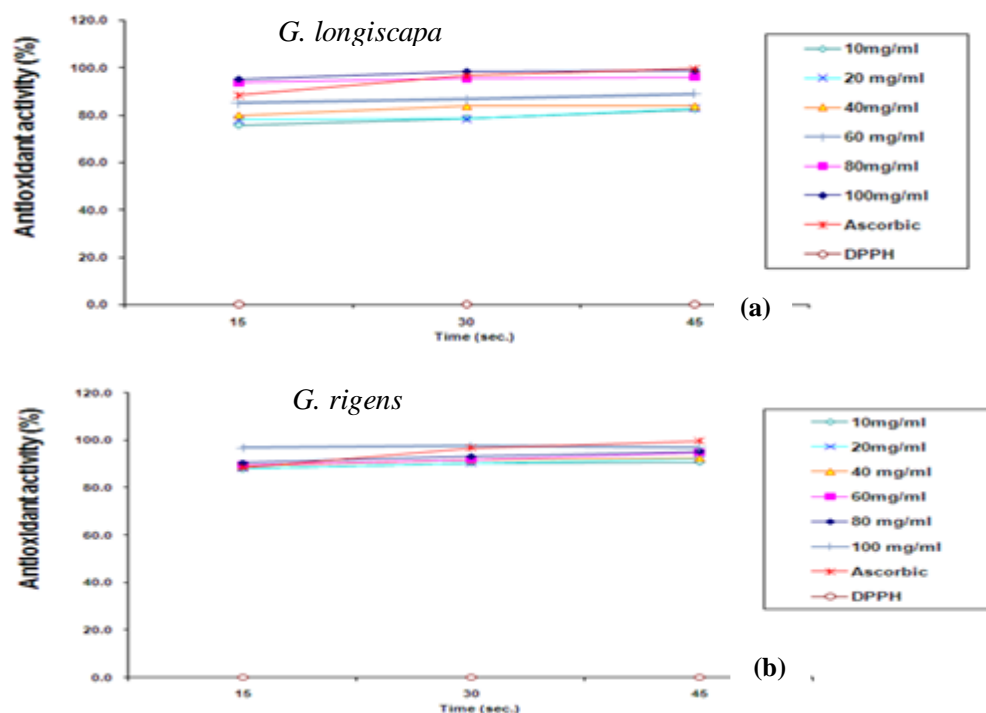 G. longiscapa
Antioxidant activity (%)
120.0
100.0
80.0
60.0
40.0
20.0
0.0
15
30
45
Time (sec.)
(a)
10mg/ml
20 mg/ml
40mg/ml
60 mg/ml
80mg/ml
100mg/ml
Ascorbic
DPPH
G. rigens
Antioxidant activity (%)
120.0
100.0
80.0
60.0
40.0
20.0
0.0
15
30
45
Time (sec.)
(b)
10mg/ml
20mg/ml
40 mg/ml
60mg/ml
80 mg/ml
100 mg/ml
Ascorbic
DPPH